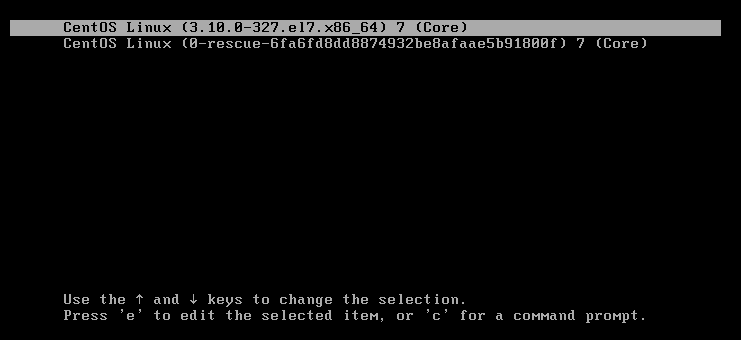 CentOS Linux (3.10.0-327.el7.x86_64) 7 (Core)
CentOS Linux (0-rescue-6fa6fd8dd8874932be8afaae5b91800f) 7 (Core)
Use the ↑ and ↓ keys to change the selection.
Press 'e' to edit the selected item, or 'c' for a command prompt.